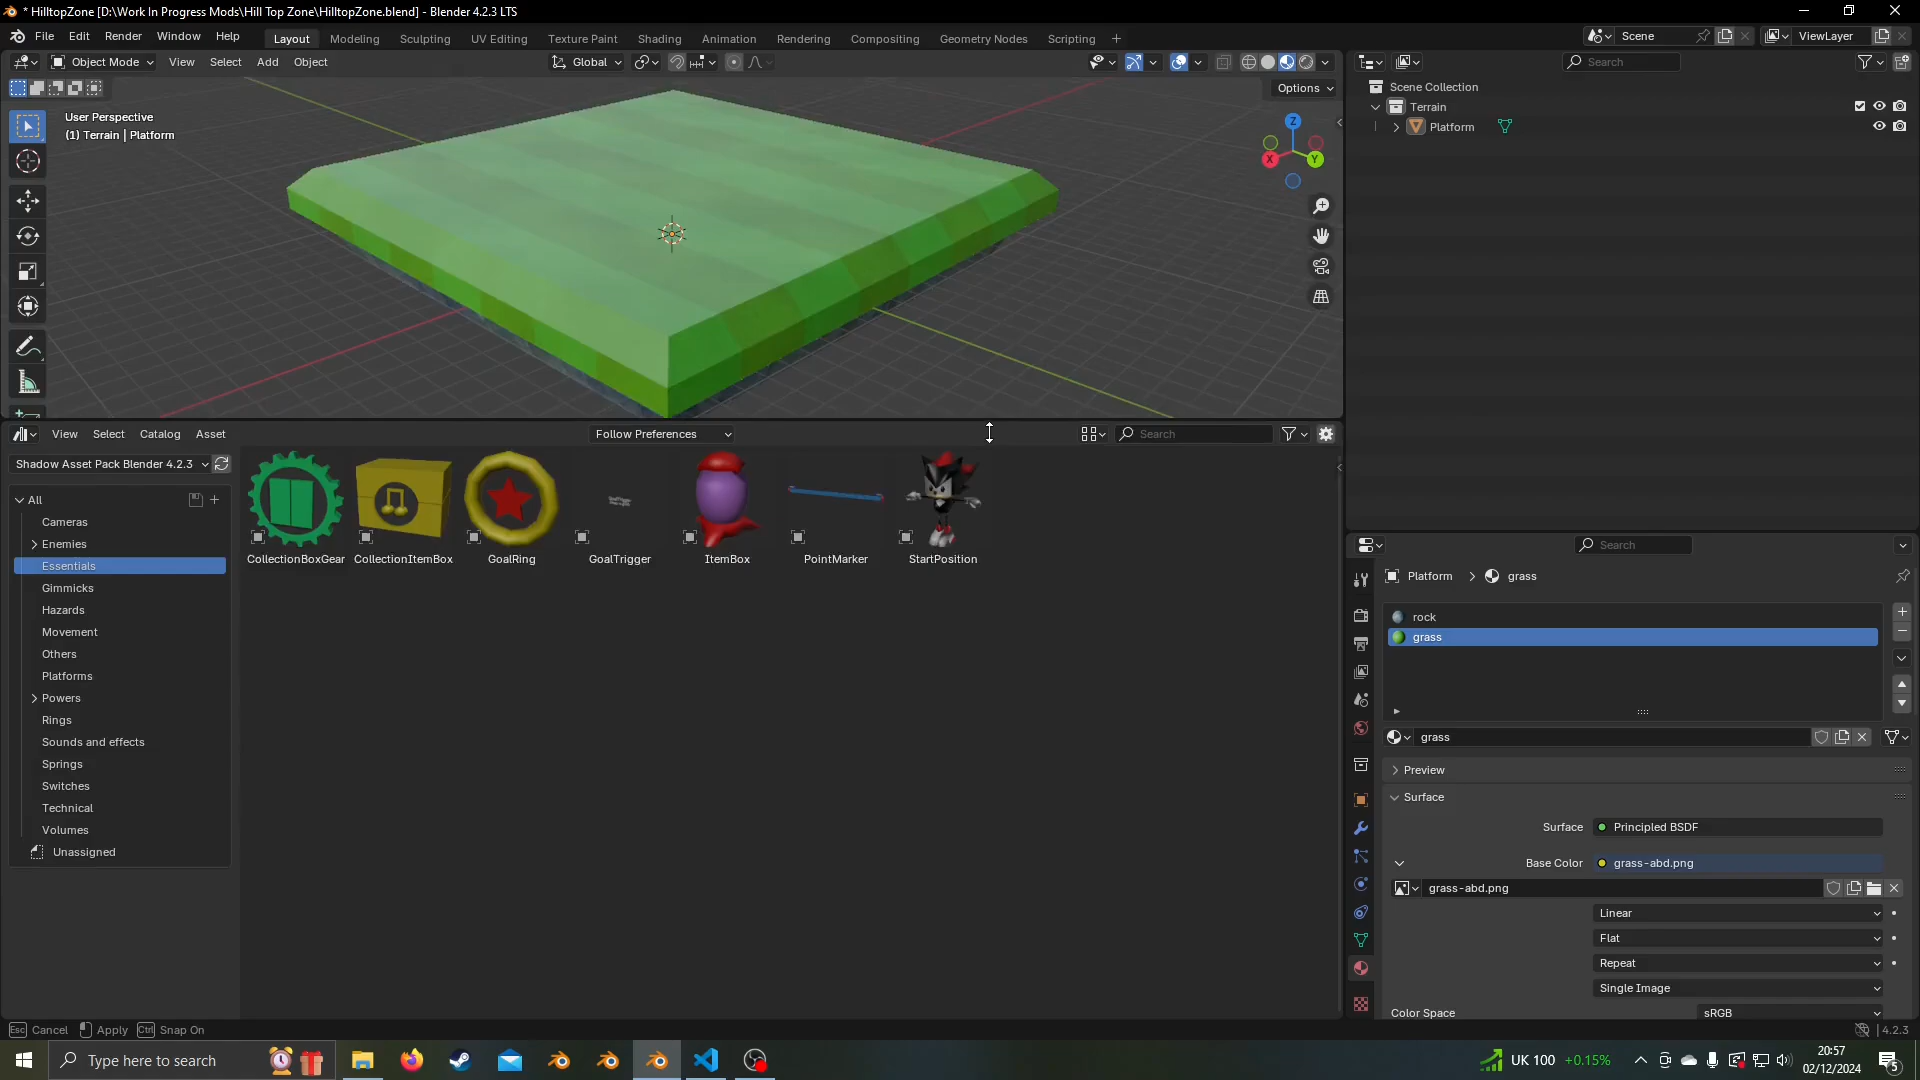 * HilltopZone [D:\Work In Progress Mods\Hill Top Zone\HilltopZone.blend] - Blender 4.2.3 LTS
File Edit Render Window Help Layout Modeling Sculpting UV Editing Texture Paint Shading Animation Rendering Compositing Geometry Nodes Scripting + Scene ViewLayer
Object Mode View Select Add Object Global Search
Options
User Perspective
(1) Terrain | Platform
Z
X
Y
Scene Collection
Terrain
Platform
View Select Catalog Asset Follow Preferences Search
Shadow Asset Pack Blender 4.2.3
All
Cameras
Enemies
Essentials
Gimmicks
Hazards
Movement
Others
Platforms
Powers
Rings
Sounds and effects
Springs
Switches
Technical
Volumes
Unassigned
CollectionBoxGear CollectionItemBox GoalRing GoalTrigger ItemBox PointMarker StartPosition
Search
Platform > grass
rock
grass
grass
Preview
Surface
Surface Principled BSDF
Base Color grass-abd.png
grass-abd.png
Linear
Flat
Repeat
Single Image
Color Space sRGB
Esc Cancel Apply Ctrl Snap On 4.2.3
Type here to search UK 100 +0.15% 20:57
02/12/2024 5